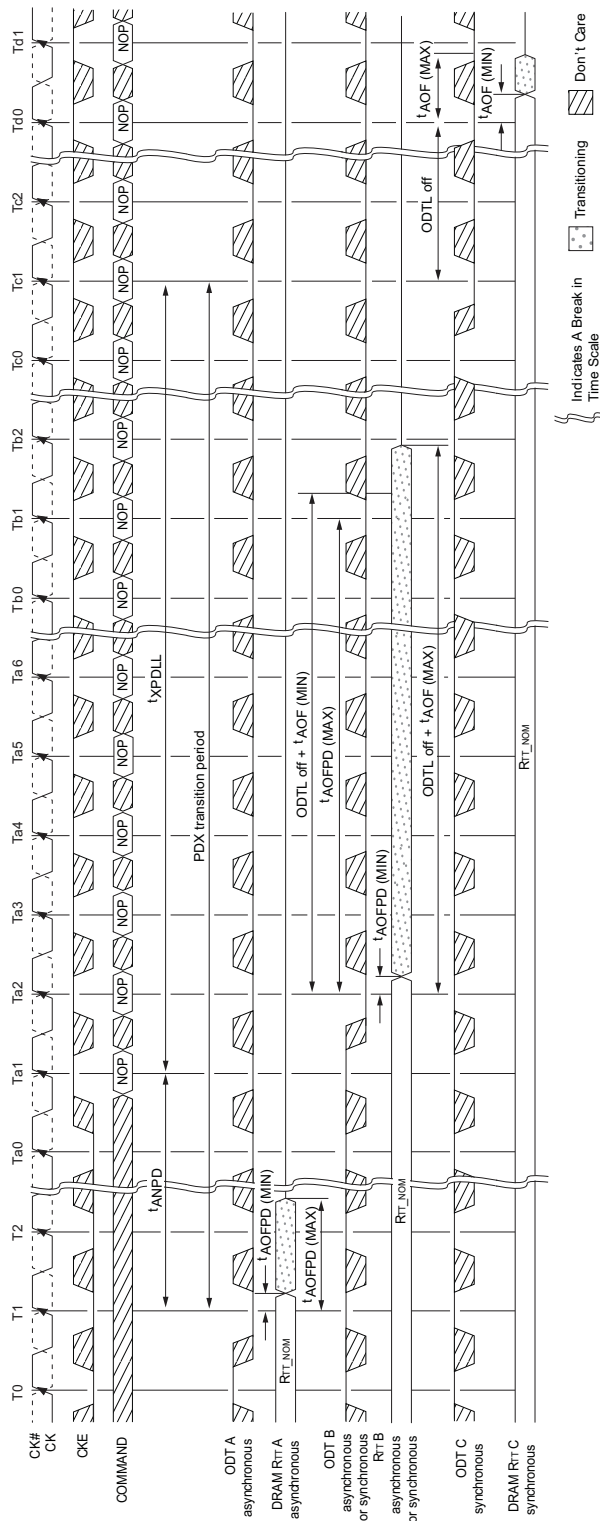 T0 T1 T2 Ta0 Ta1 Ta2 Ta3 Ta4 Ta5 Ta6 Tb0 Tb1 Tb2 Tc0 Tc1 Tc2 Td0 Td1
CK#
CK
CKE
COMMAND
NOP NOP NOP NOP NOP NOP NOP NOP NOP NOP NOP NOP NOP NOP
tANPD
tXPDLL
PDX transition period
ODT A
asynchronous
tAOFPD (MIN)
DRAM RTT A
asynchronous
RTT_NOM
tAOFPD (MAX)
ODTL off + tAOF (MIN)
tAOFPD (MAX)
ODT B
asynchronous
or synchronous
tAOFPD (MIN)
RTT B
asynchronous
or synchronous
RTT_NOM
ODTL off + tAOF (MAX)
ODTL off
tAOF (MAX)
ODT C
synchronous
tAOF (MIN)
DRAM RTT C
synchronous
RTT_NOM
Indicates A Break in
Time Scale
Transitioning
Don't Care